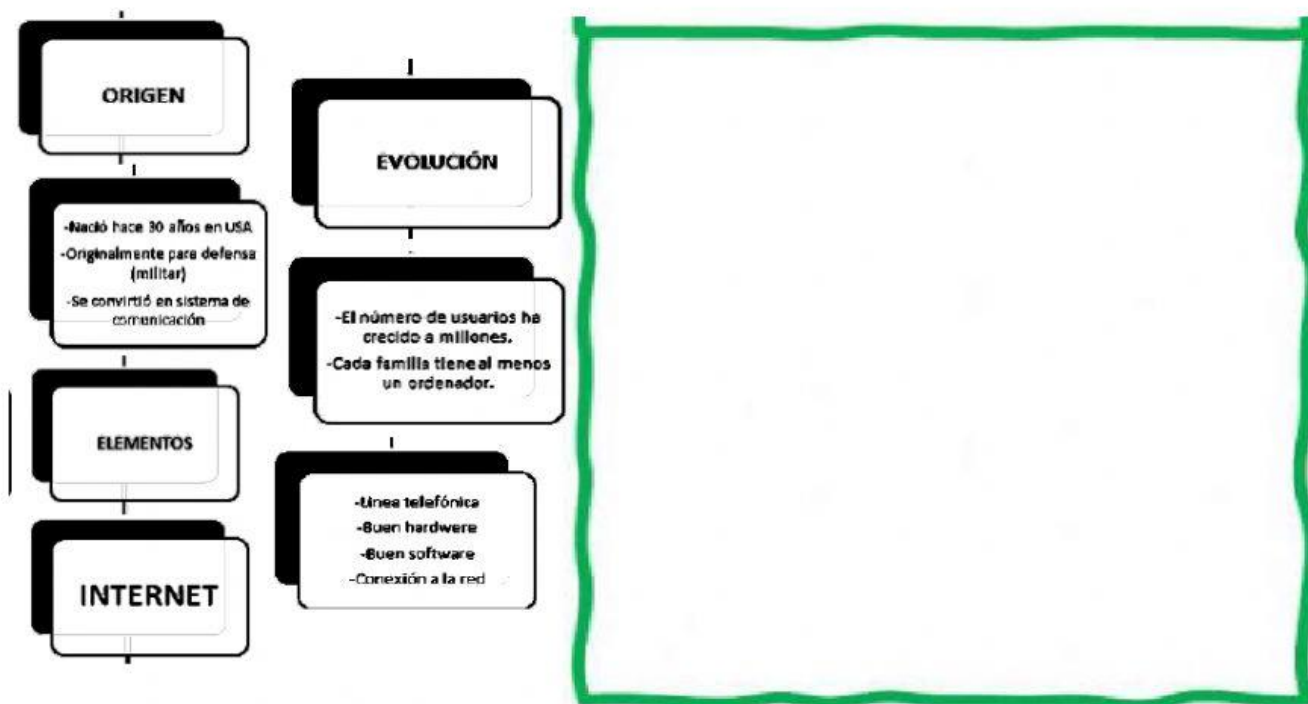 ORIGEN
-Nació hace 30 años en USA
-Originalmente para defensa
(militar)
-Se convirtió en sistema de
comunicación
ELEMENTOS
INTERNET
EVOLUCIÓN
-El número de usuarios ha
crecido a millones.
-Cada familia tiene al menos
un ordenador.
-Linea telefónica
-Buen hardwere
-Buen software
-Conexión a la red